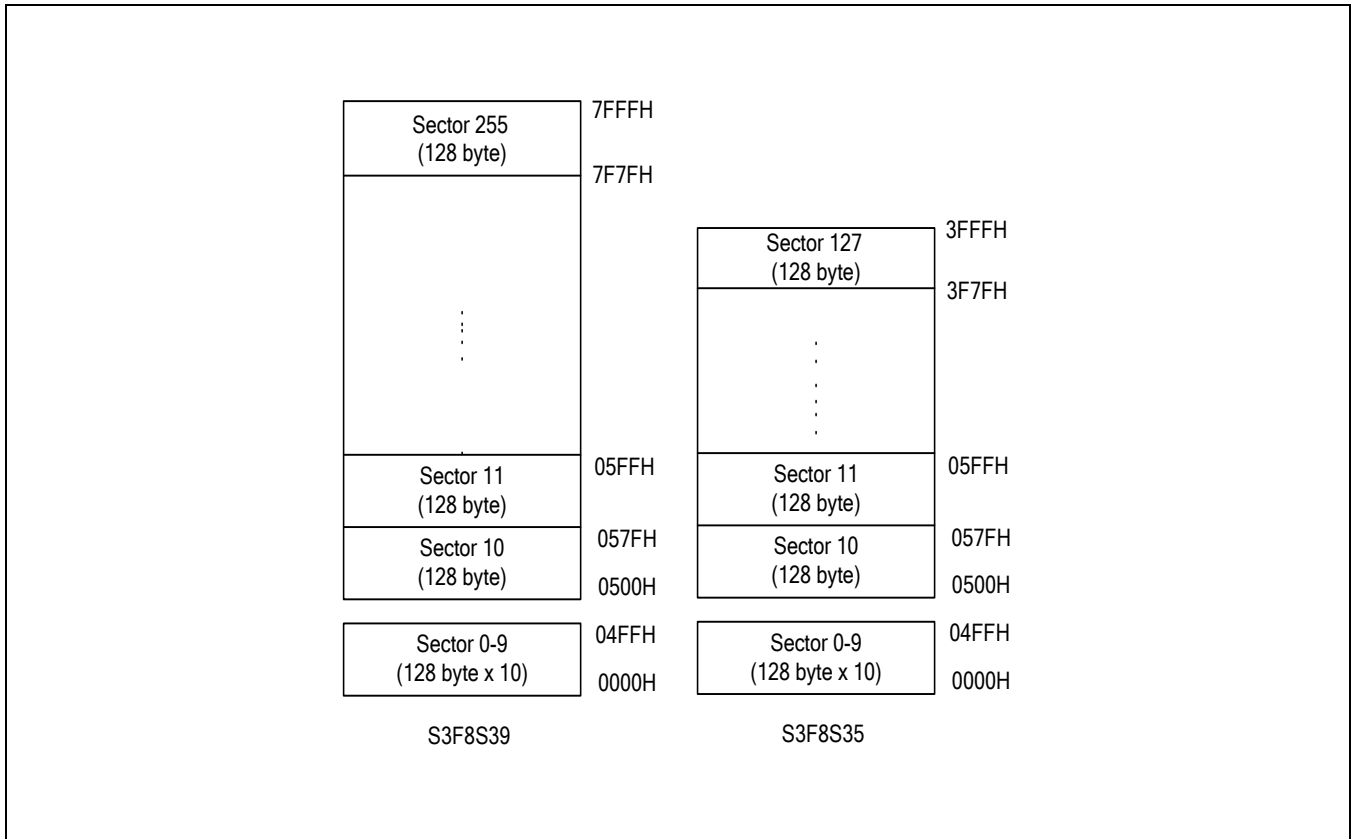 7FFFH
Sector 255
(128 byte)
7F7FH
Sector 11
(128 byte)
05FFH
Sector 10
(128 byte)
057FH
0500H
Sector 0-9
(128 byte x 10)
04FFH
0000H
S3F8S39
3FFFH
Sector 127
(128 byte)
3F7FH
Sector 11
(128 byte)
05FFH
Sector 10
(128 byte)
057FH
0500H
Sector 0-9
(128 byte x 10)
04FFH
0000H
S3F8S35